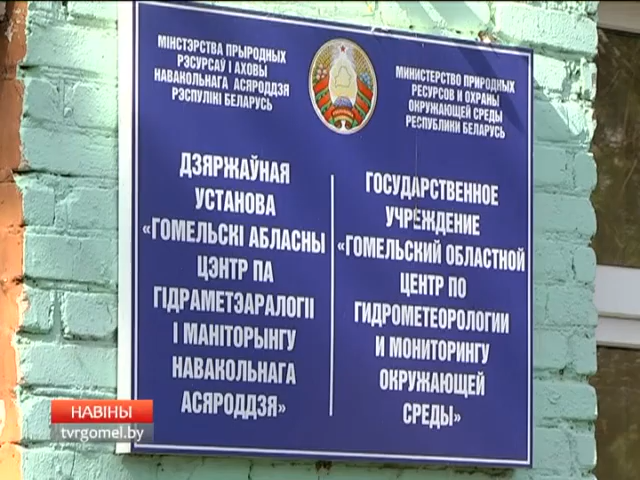 МІНІСТЭРСТВА ПРЫРОДНЫХ
РЭСУРСАЎ І АХОВЫ
НАВАКОЛЬНАГА АСЯРОДДЗЯ
РЭСПУЛІКІ БЕЛАРУСЬ
МИНИСТЕРСТВО ПРИРОДНЫХ
РЕСУРСОВ И ОХРАНЫ
ОКРУЖАЮЩЕЙ СРЕДЫ
РЕСПУБЛИКИ БЕЛАРУСЬ
ДЗЯРЖАЎНАЯ
УСТАНОВА
«ГОМЕЛЬСКІ АБЛАСНЫ
ЦЭНТР ПА
ГІДРАМЕТЭАРАЛОГІІ
І МАНІТОРЫНГУ
НАВАКОЛЬНАГА
АСЯРОДДЗЯ»
ГОСУДАРСТВЕННОЕ
УЧРЕЖДЕНИЕ
«ГОМЕЛЬСКИЙ ОБЛАСТНОЙ
ЦЕНТР ПО
ГИДРОМЕТЕОРОЛОГИИ
И МОНИТОРИНГУ
ОКРУЖАЮЩЕЙ
СРЕДЫ»
НАВІНЫ
tvrgomel.by